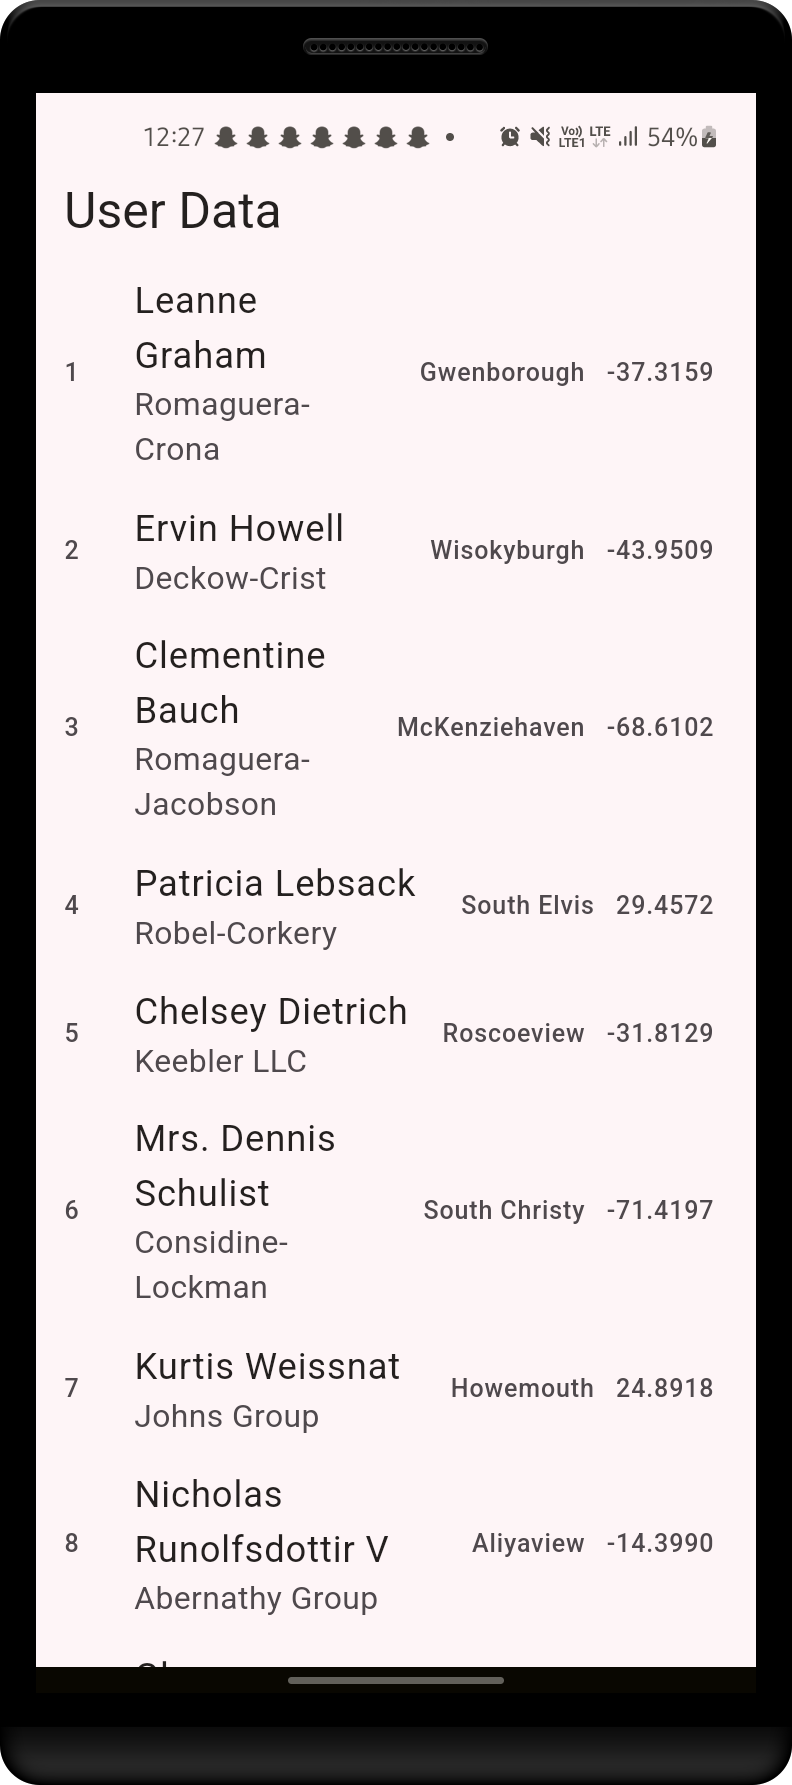 12:27 Vo)) LTE1 LTE 54%
User Data
Leanne
Graham
1 Gwenborough -37.3159
Romaguera-
Crona
Ervin Howell
2 Wisokyburgh -43.9509
Deckow-Crist
Clementine
Bauch
3 McKenziehaven -68.6102
Romaguera-
Jacobson
Patricia Lebsack
4 South Elvis 29.4572
Robel-Corkery
Chelsey Dietrich
5 Roscoeview -31.8129
Keebler LLC
Mrs. Dennis
Schulist
6 South Christy -71.4197
Considine-
Lockman
Kurtis Weissnat
7 Howemouth 24.8918
Johns Group
Nicholas
Runolfsdottir V
8 Aliyaview -14.3990
Abernathy Group